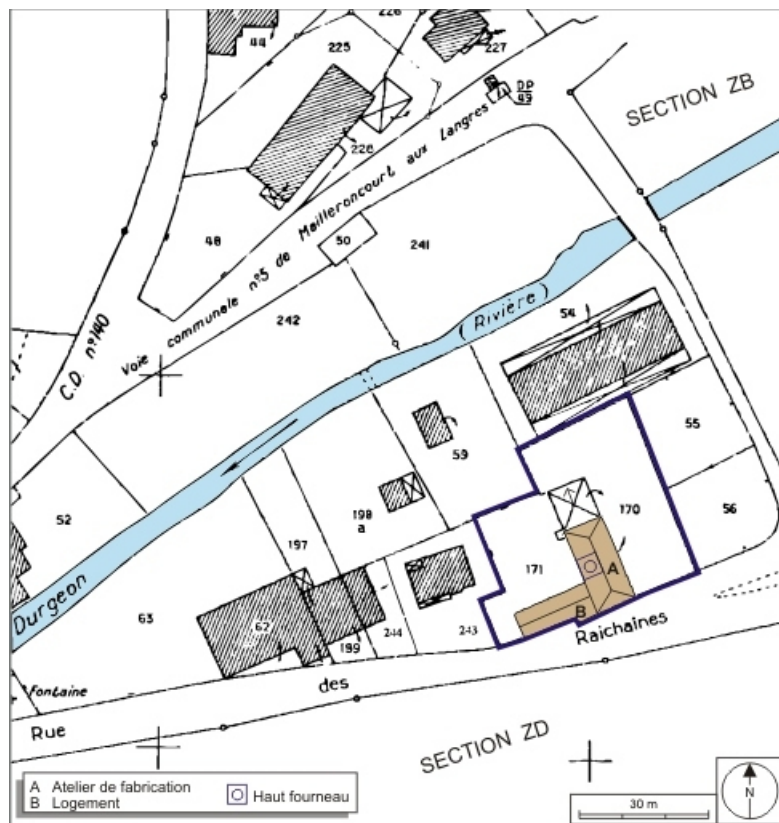 44
226
225
227
DP
49
SECTION ZB
228
Voie communale n°5 de Meilleroncourt aux Langres
48
50
241
242
C.D. n°140
(Rivière)
54
55
59
52
56
170
198
a
197
171
A
B
Durgeon
63
62
199
244
243
Raichaines
fontaine
des
Rue
SECTION ZD
A Atelier de fabrication
B Logement
Haut fourneau
30 m
N